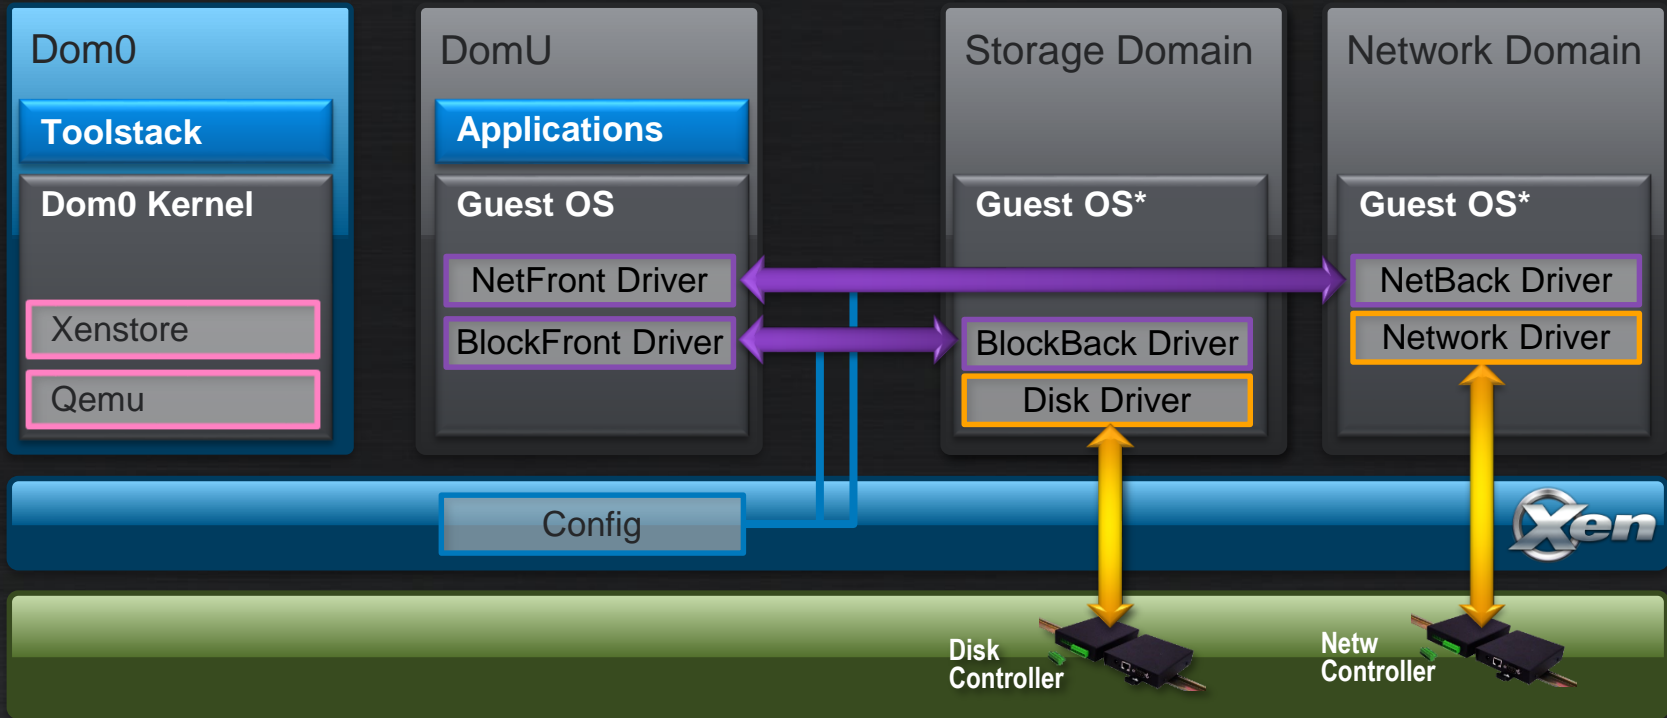 Dom0
Toolstack
Dom0 Kernel
Xenstore
Qemu
DomU
Applications
Guest OS
NetFront Driver
BlockFront Driver
Storage Domain
Guest OS*
BlockBack Driver
Disk Driver
Network Domain
Guest OS*
NetBack Driver
Network Driver
Config
Xen
Disk
Controller
Netw
Controller